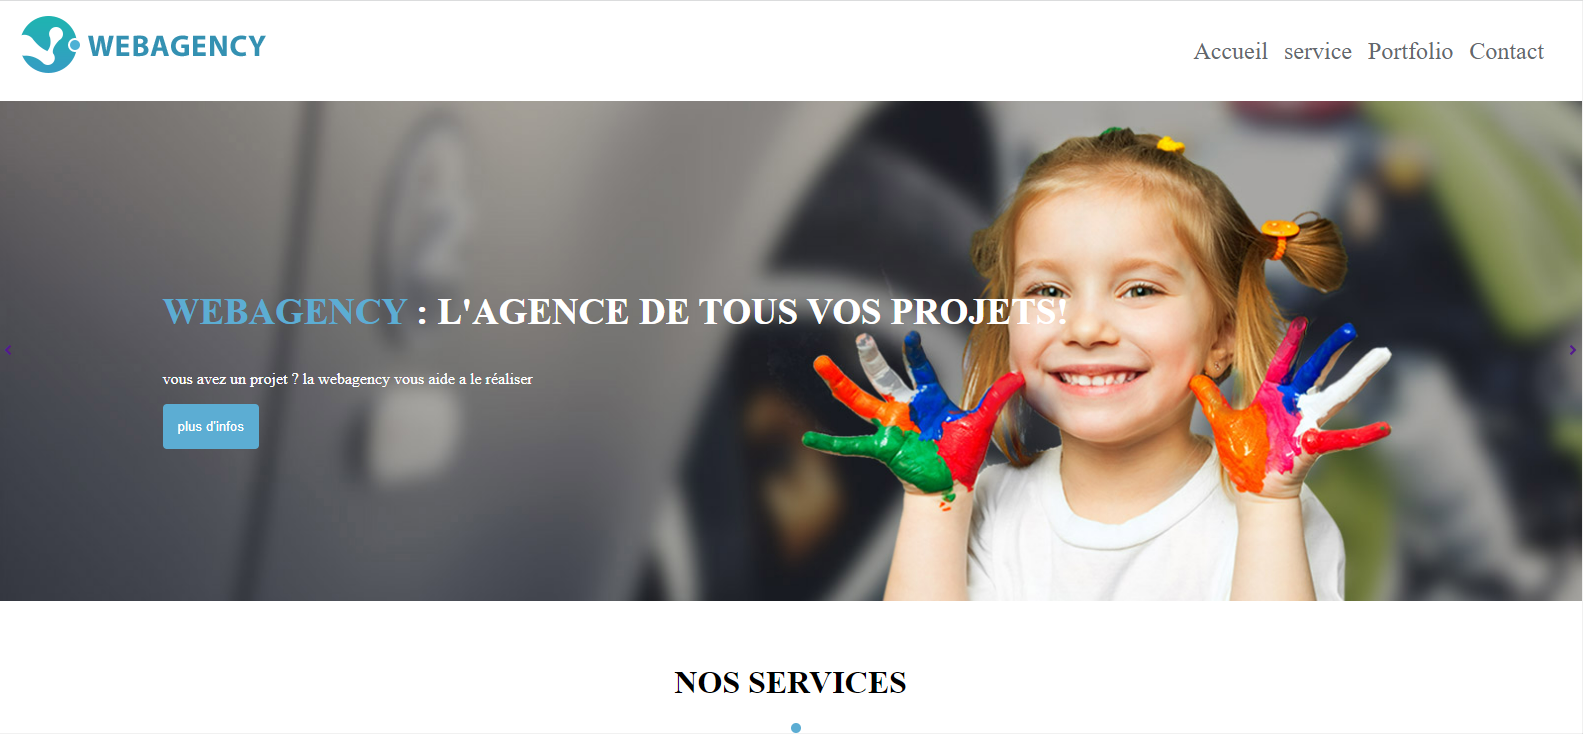 WEBAGENCY
Accueil service Portfolio Contact
WEBAGENCY : L'AGENCE DE TOUS VOS PROJETS!
vous avez un projet ? la webagency vous aide a le réaliser
plus d'infos
NOS SERVICES